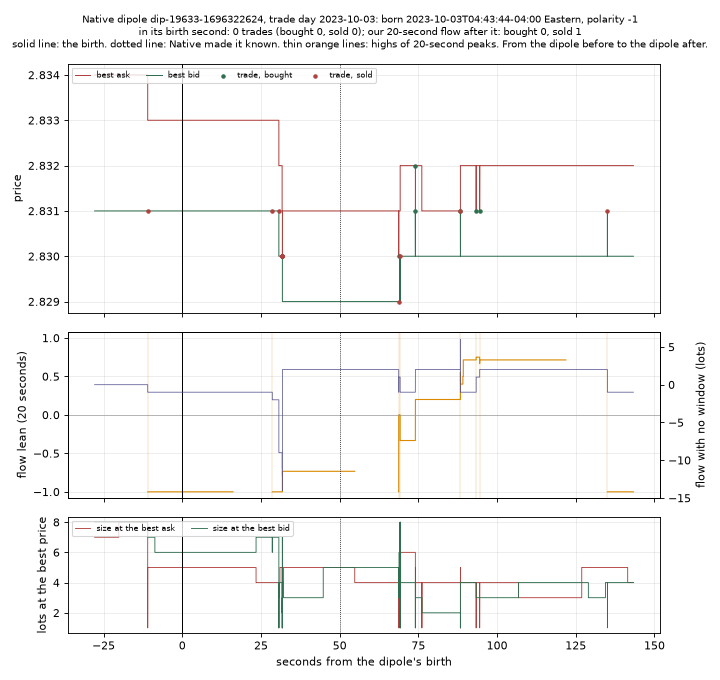 Native dipole dip-19633-1696322624, trade day 2023-10-03: born 2023-10-03T04:43:44-04:00 Eastern, polarity -1
in its birth second: 0 trades (bought 0, sold 0); our 20-second flow after it: bought 0, sold 1
solid line: the birth. dotted line: Native made it known. thin orange lines: highs of 20-second peaks. From the dipole before to the dipole after.
best ask
best bid
trade, bought
trade, sold
2.834
2.833
2.832
2.831
2.830
2.829
price
1.0
0.5
0.0
−0.5
−1.0
flow lean (20 seconds)
5
0
−5
−10
−15
flow with no window (lots)
size at the best ask
size at the best bid
8
6
4
2
lots at the best price
−25
0
25
50
75
100
125
150
seconds from the dipole's birth